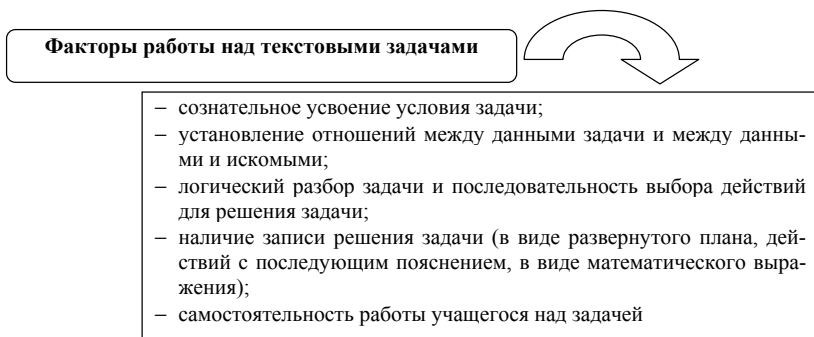 Факторы работы над текстовыми задачами
– сознательное усвоение условия задачи;
– установление отношений между данными задачи и между данны-
ми и искомыми;
– логический разбор задачи и последовательность выбора действий
для решения задачи;
– наличие записи решения задачи (в виде развернутого плана, дей-
ствий с последующим пояснением, в виде математического выра-
жения);
– самостоятельность работы учащегося над задачей